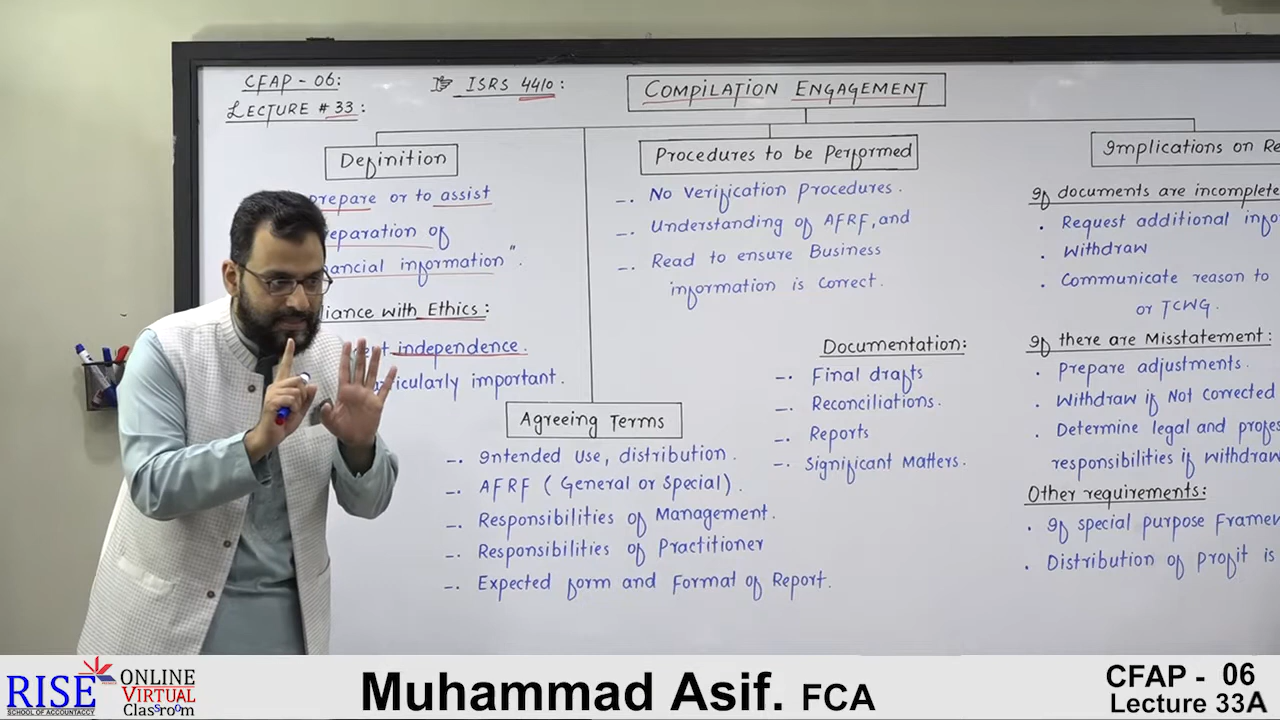 CFAP - 06:
LECTURE # 33:
ISRS 4410:
COMPILATION ENGAGEMENT
Definition
prepare or to assist
reparation of
nancial information".
liance with Ethics:
independence.
rticularly important.
Agreeing Terms
-. Intended Use, distribution.
-. AFRF (General or Special).
-. Responsibilities of Management.
-. Responsibilities of Practitioner
-. Expected form and Format of Report.
Procedures to be Performed
-. No Verification Procedures.
-. Understanding of AFRF, and
-. Read to ensure Business
information is correct.
Documentation:
-. Final drafts
-. Reconciliations.
-. Reports
-. Significant Matters.
Implications on Re
If documents are incomplete
. Request additional info
Withdraw
. Communicate reason to
or TCWG.
If there are Misstatement:
. Prepare adjustments.
. Withdraw if Not corrected
. Determine legal and profes
responsibilities if withdraw
Other requirements:
. If special purpose Framew
. Distribution of profit is
RISE
SCHOOL OF ACCOUNTANCY
ONLINE
VIRTUAL
Classroom
Muhammad Asif. FCA
CFAP - 06
Lecture 33A